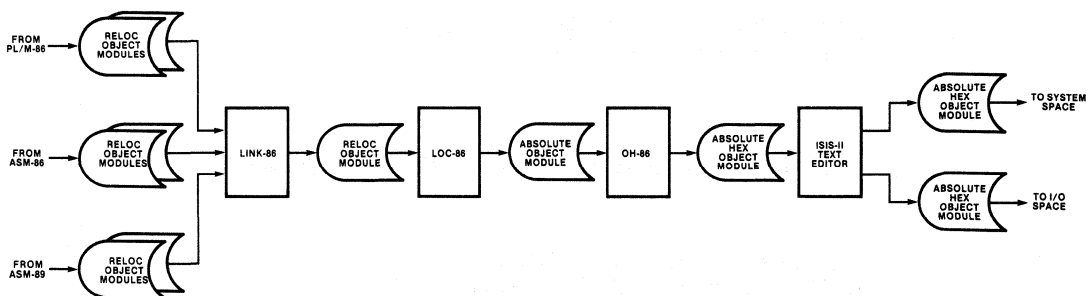 FROM
PL/M-86
RELOC
OBJECT
MODULES
FROM
ASM-86
RELOC
OBJECT
MODULES
FROM
ASM-89
RELOC
OBJECT
MODULES
LINK-86
RELOC
OBJECT
MODULE
LOC-86
ABSOLUTE
OBJECT
MODULE
OH-86
ABSOLUTE
HEX
OBJECT
MODULE
ISIS-II
TEXT
EDITOR
ABSOLUTE
HEX
OBJECT
MODULE
TO SYSTEM
SPACE
ABSOLUTE
HEX
OBJECT
MODULE
TO I/O
SPACE